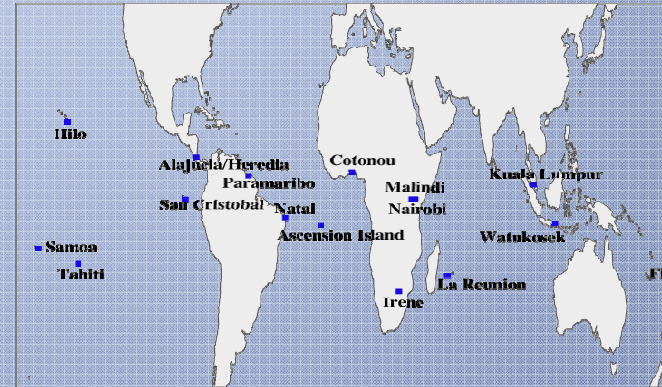 Hilo
Alajuela/Heredia
Cotonou
Paramaribo
Kuala Lumpur
Malindi
San Cristobal
Natal
Nairobi
Ascension Island
Watukosek
Samoa
Tahiti
La Reunion
Irene